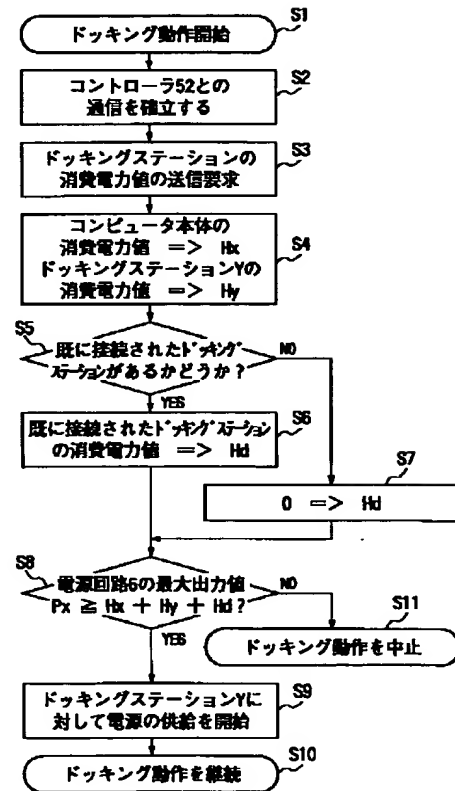 S1
ドッキング動作開始
S2
コントローラ52との
通信を確立する
S3
ドッキングステーションの
消費電力値の送信要求
S4
コンピュータ本体の
消費電力値 => Hx
ドッキングステーションYの
消費電力値 => Hy
S5
既に接続されたドッキング
ステーションがあるかどうか?
NO
YES
S6
既に接続されたドッキングステーション
の消費電力値 => Hd
S7
0 => Hd
S8
電源回路6の最大出力値
Px ≧ Hx + Hy + Hd?
NO
YES
S11
ドッキング動作を中止
S9
ドッキングステーションYに
対して電源の供給を開始
S10
ドッキング動作を継続